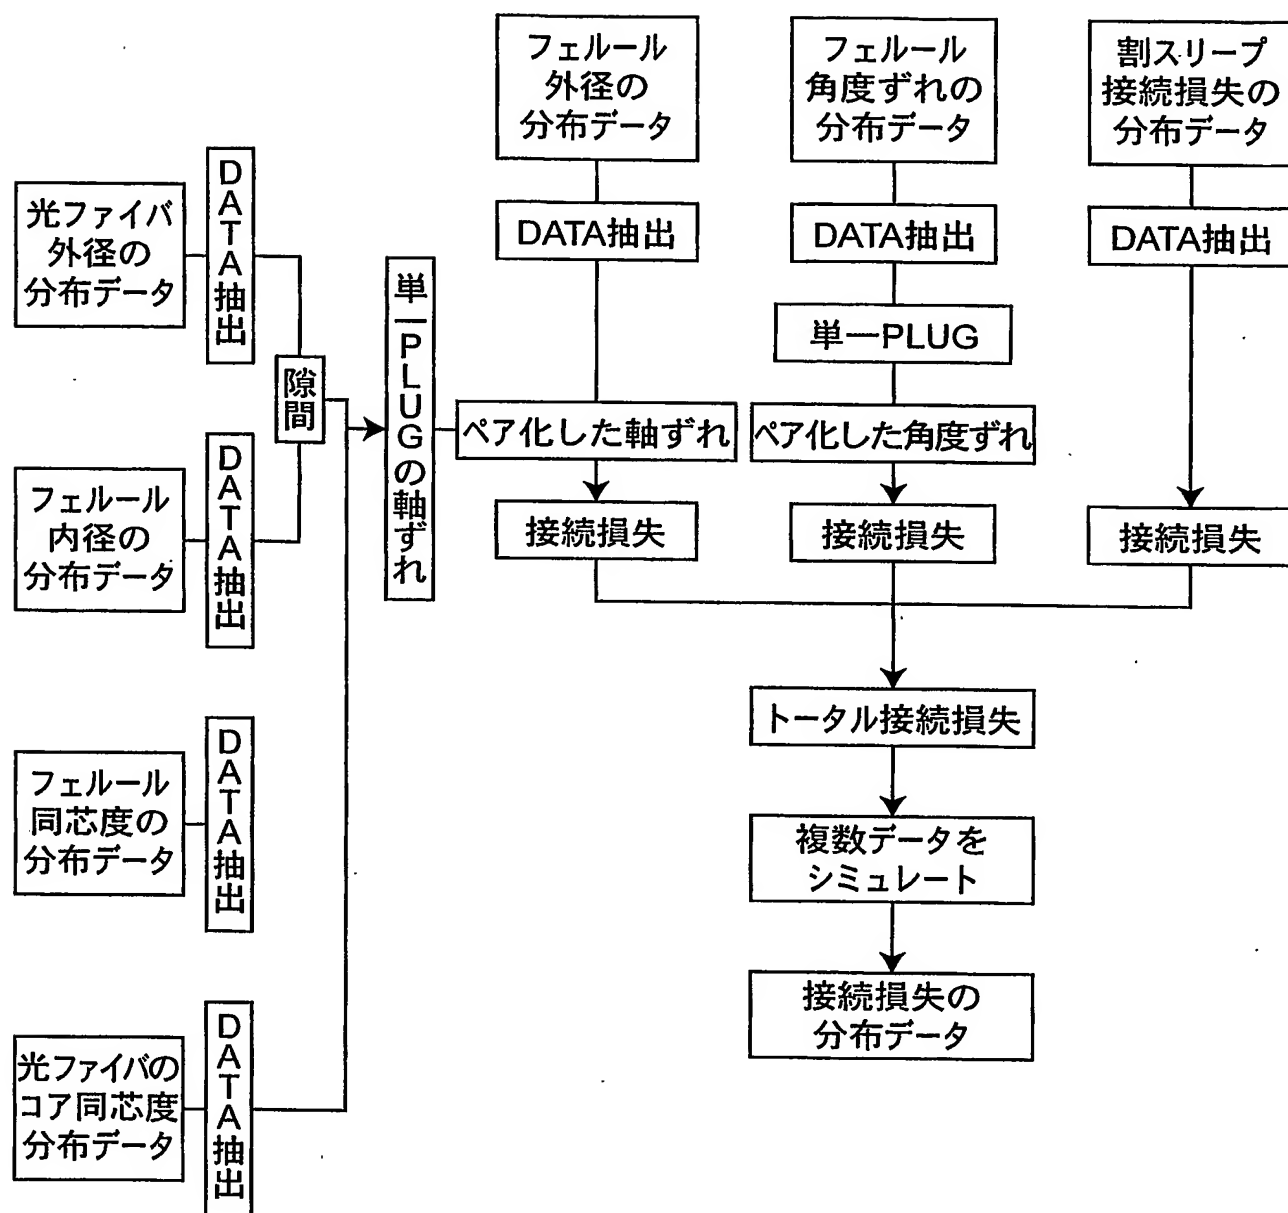 フェルール
外径の
分布データ
フェルール
角度ずれの
分布データ
割スリーブ
接続損失の
分布データ
DATA抽出
DATA抽出
DATA抽出
光ファイバ
外径の
分布データ
DATA抽出
隙間
フェルール
内径の
分布データ
DATA抽出
フェルール
同芯度の
分布データ
DATA抽出
光ファイバの
コア同芯度
分布データ
DATA抽出
単一PLUGの軸ずれ
単一PLUG
ペア化した軸ずれ
ペア化した角度ずれ
接続損失
接続損失
接続損失
トータル接続損失
複数データを
シミュレート
接続損失の
分布データ